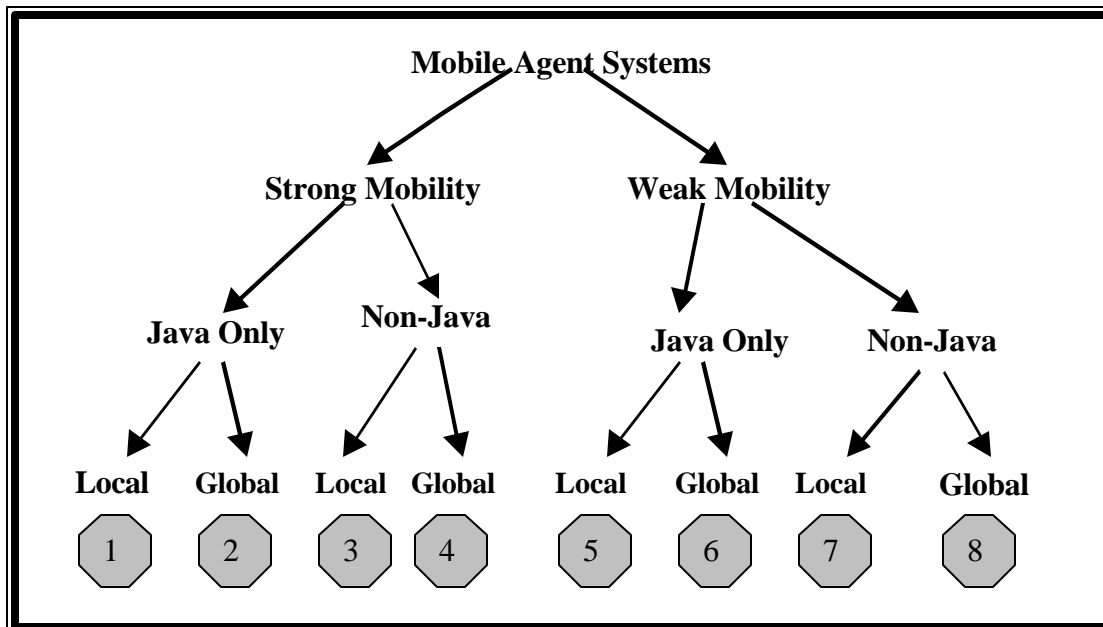 Mobile Agent Systems
Strong Mobility Weak Mobility
Java Only Non-Java Java Only Non-Java
Local Global Local Global Local Global Local Global
1 2 3 4 5 6 7 8